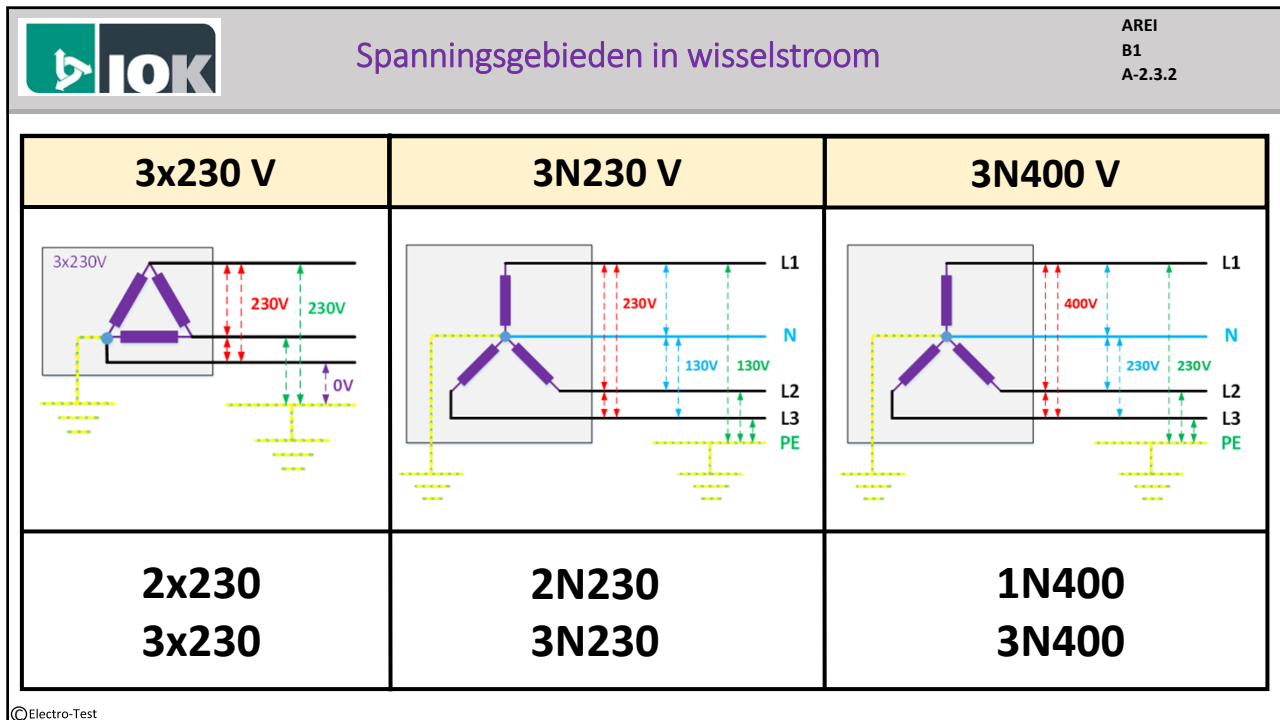 IOK
Spanningsgebieden in wisselstroom
AREI
B1
A-2.3.2
3x230 V
3N230 V
3N400 V
3x230V
230V
230V
0V
L1
230V
N
130V
130V
L2
L3
PE
L1
400V
N
230V
230V
L2
L3
PE
2x230
3x230
2N230
3N230
1N400
3N400
©Electro-Test